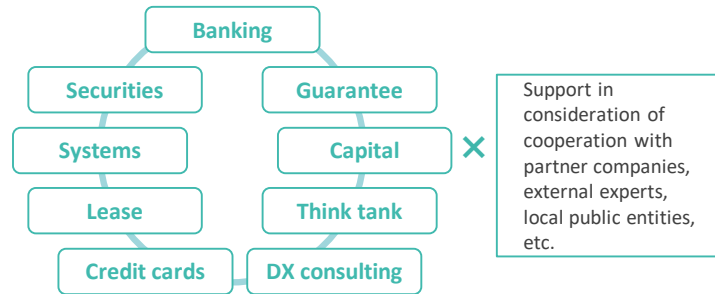 Banking
Securities
Guarantee
Systems
Capital
Lease
Think tank
Credit cards
DX consulting
×
Support in
consideration of
cooperation with
partner companies,
external experts,
local public entities,
etc.